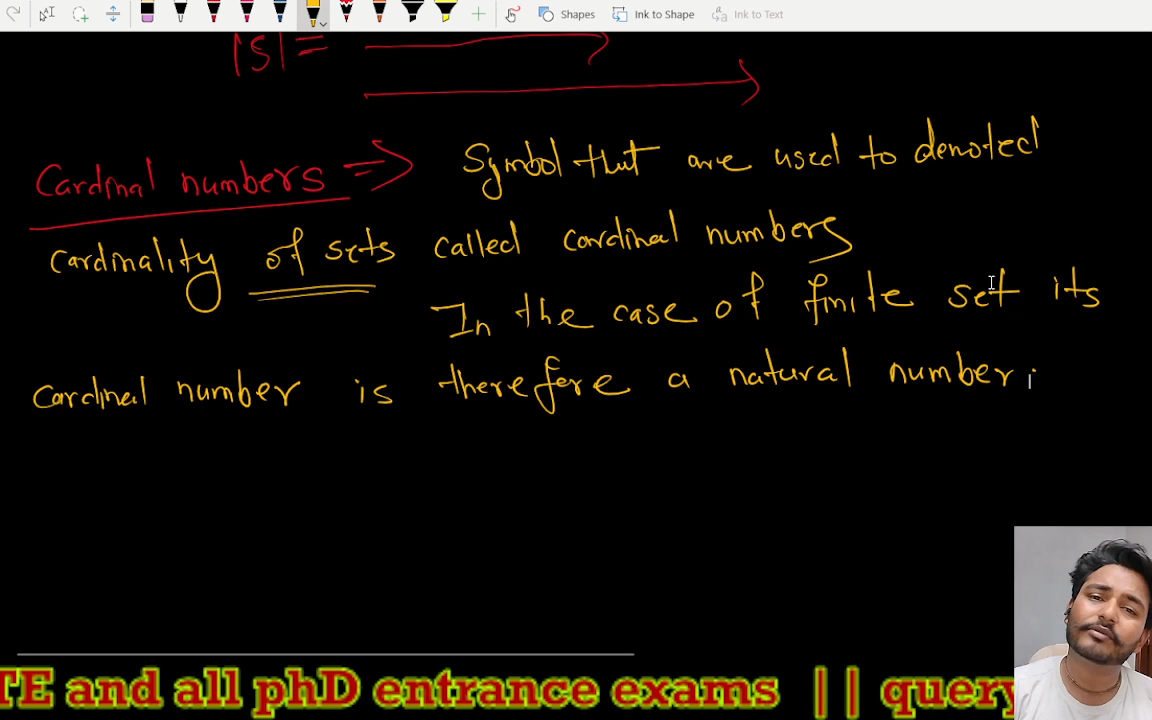 Shapes Ink to Shape Ink to Text
|S| =
Cardinal numbers => Symbol that are used to denoted
cardinality of sets called cardinal numbers
In the case of finite set its
cardinal number is therefere a natural number
TE and all phD entrance exams || query